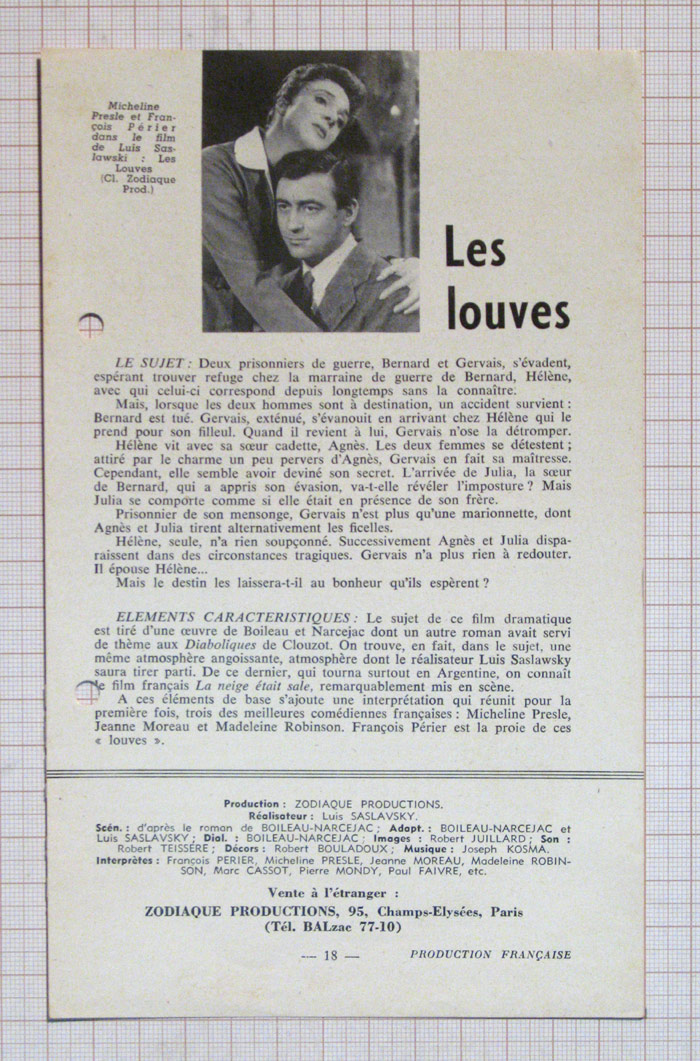 Micheline
Presle et Fran-
çois Périer
dans le film
de Luis Sas-
lawski : Les
Louves
(Cl. Zodiaque
Prod.)
Les
louves
LE SUJET : Deux prisonniers de guerre, Bernard et Gervais, s'évadent,
espérant trouver refuge chez la marraine de guerre de Bernard, Hélène,
avec qui celui-ci correspond depuis longtemps sans la connaître.
Mais, lorsque les deux hommes sont à destination, un accident survient :
Bernard est tué. Gervais, exténué, s'évanouit en arrivant chez Hélène qui le
prend pour son filleul. Quand il revient à lui, Gervais n'ose la détromper.
Hélène vit avec sa sœur cadette, Agnès. Les deux femmes se détestent ;
attiré par le charme un peu pervers d'Agnès, Gervais en fait sa maîtresse.
Cependant, elle semble avoir deviné son secret. L'arrivée de Julia, la sœur
de Bernard, qui a appris son évasion, va-t-elle révéler l'imposture ? Mais
Julia se comporte comme si elle était en présence de son frère.
Prisonnier de son mensonge, Gervais n'est plus qu'une marionnette, dont
Agnès et Julia tirent alternativement les ficelles.
Hélène, seule, n'a rien soupçonné. Successivement Agnès et Julia dispa-
raissent dans des circonstances tragiques. Gervais n'a plus rien à redouter.
Il épouse Hélène...
Mais le destin les laissera-t-il au bonheur qu'ils espèrent ?
ELEMENTS CARACTERISTIQUES : Le sujet de ce film dramatique
est tiré d'une œuvre de Boileau et Narcejac dont un autre roman avait servi
de thème aux Diaboliques de Clouzot. On trouve, en fait, dans le sujet, une
même atmosphère angoissante, atmosphère dont le réalisateur Luis Saslawsky
saura tirer parti. De ce dernier, qui tourna surtout en Argentine, on connaît
le film français La neige était sale, remarquablement mis en scène.
A ces éléments de base s'ajoute une interprétation qui réunit pour la
première fois, trois des meilleures comédiennes françaises : Micheline Presle,
Jeanne Moreau et Madeleine Robinson. François Périer est la proie de ces
« louves ».
Production : ZODIAQUE PRODUCTIONS.
Réalisateur : Luis SASLAVSKY.
Scén. : d'après le roman de BOILEAU-NARCEJAC ; Adapt. : BOILEAU-NARCEJAC et
Luis SASLAVSKY ; Dial. : BOILEAU-NARCEJAC ; Images : Robert JUILLARD ; Son :
Robert TEISSERE ; Décors : Robert BOULADOUX ; Musique : Joseph KOSMA.
Interprètes : François PERIER, Micheline PRESLE, Jeanne MOREAU, Madeleine ROBIN-
SON, Marc CASSOT, Pierre MONDY, Paul FAIVRE, etc.
Vente à l'étranger :
ZODIAQUE PRODUCTIONS, 95, Champs-Elysées, Paris
(Tél. BALzac 77-10)
— 18 — PRODUCTION FRANÇAISE